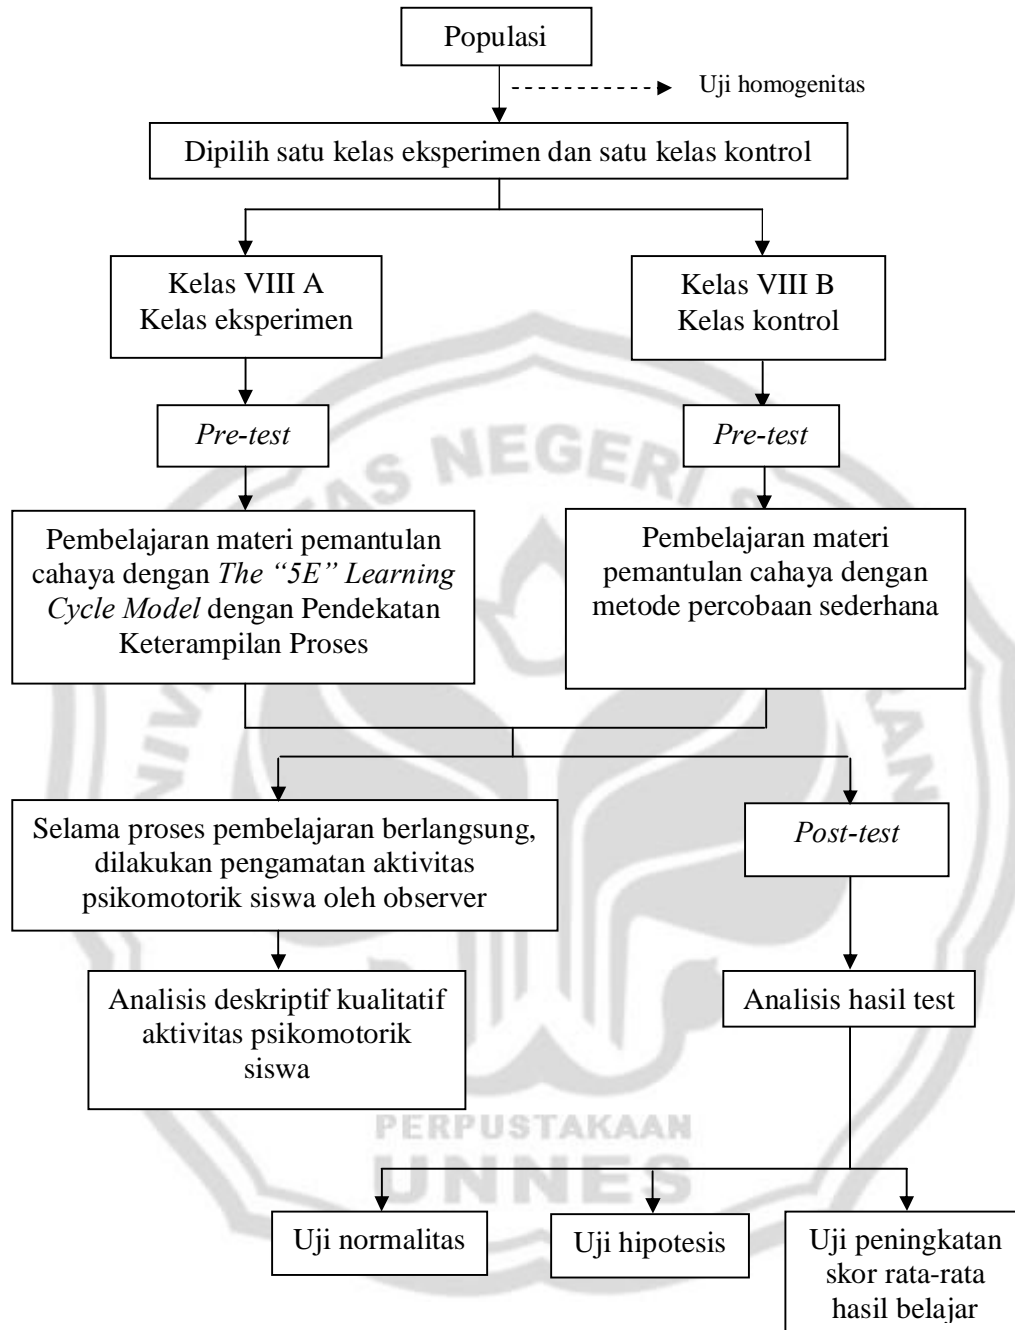 Populasi
Uji homogenitas
Dipilih satu kelas eksperimen dan satu kelas kontrol
Kelas VIII A
Kelas eksperimen
Kelas VIII B
Kelas kontrol
Pre-test
Pre-test
Pembelajaran materi pemantulan
cahaya dengan The “5E” Learning
Cycle Model dengan Pendekatan
Keterampilan Proses
Pembelajaran materi
pemantulan cahaya dengan
metode percobaan sederhana
Selama proses pembelajaran berlangsung,
dilakukan pengamatan aktivitas
psikomotorik siswa oleh observer
Post-test
Analisis deskriptif kualitatif
aktivitas psikomotorik
siswa
Analisis hasil test
Uji normalitas
Uji hipotesis
Uji peningkatan
skor rata-rata
hasil belajar
NEGERI
PERPUSTAKAAN
UNNES